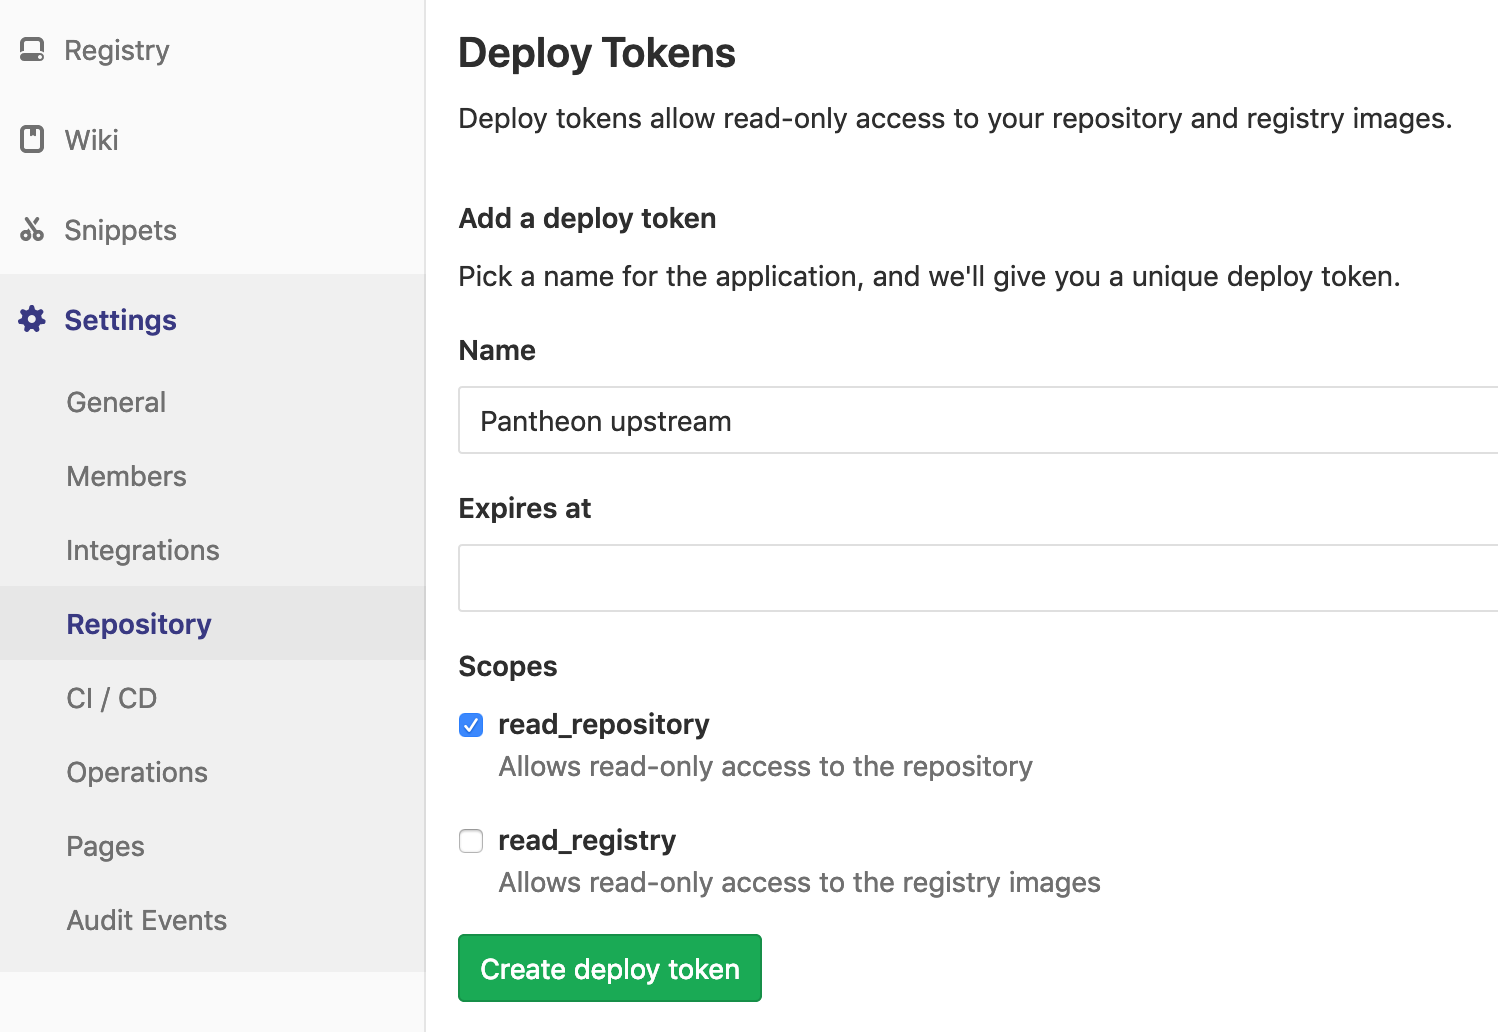 Registry
Wiki
Snippets
Settings
General
Members
Integrations
Repository
CI / CD
Operations
Pages
Audit Events
Deploy Tokens
Deploy tokens allow read-only access to your repository and registry images.
Add a deploy token
Pick a name for the application, and we'll give you a unique deploy token.
Name
Pantheon upstream
Expires at
Scopes
read_repository
Allows read-only access to the repository
read_registry
Allows read-only access to the registry images
Create deploy token